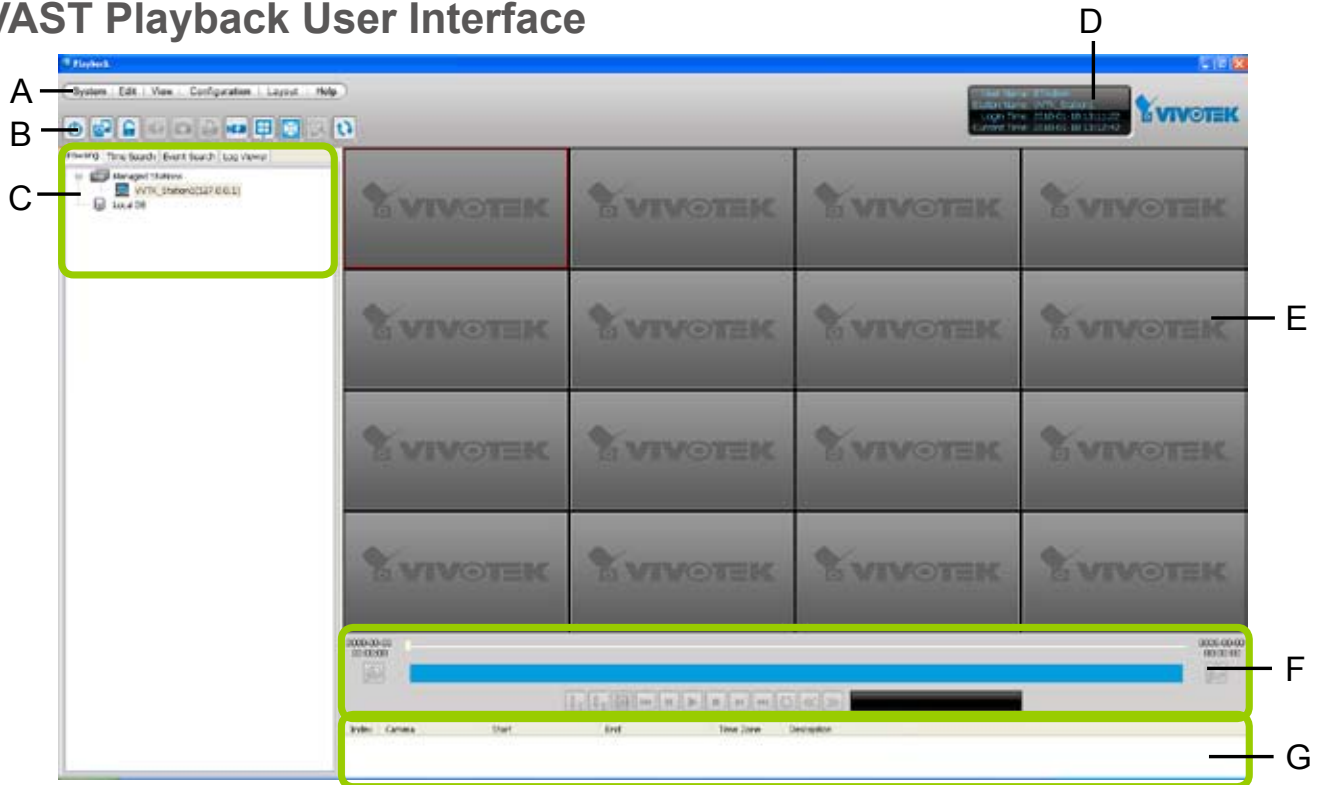 VAST Playback User Interface
D
Playback
A
System Edit View Configuration Layout Help
B
VIVOTEK
Time Search Event Search Log Viewer
C
Managed Stations
Local DB
VIVOTEK VIVOTEK VIVOTEK VIVOTEK
VIVOTEK VIVOTEK VIVOTEK VIVOTEK
E
VIVOTEK VIVOTEK VIVOTEK VIVOTEK
VIVOTEK VIVOTEK VIVOTEK VIVOTEK
F
Index Camera Start End Time Zone Description
G